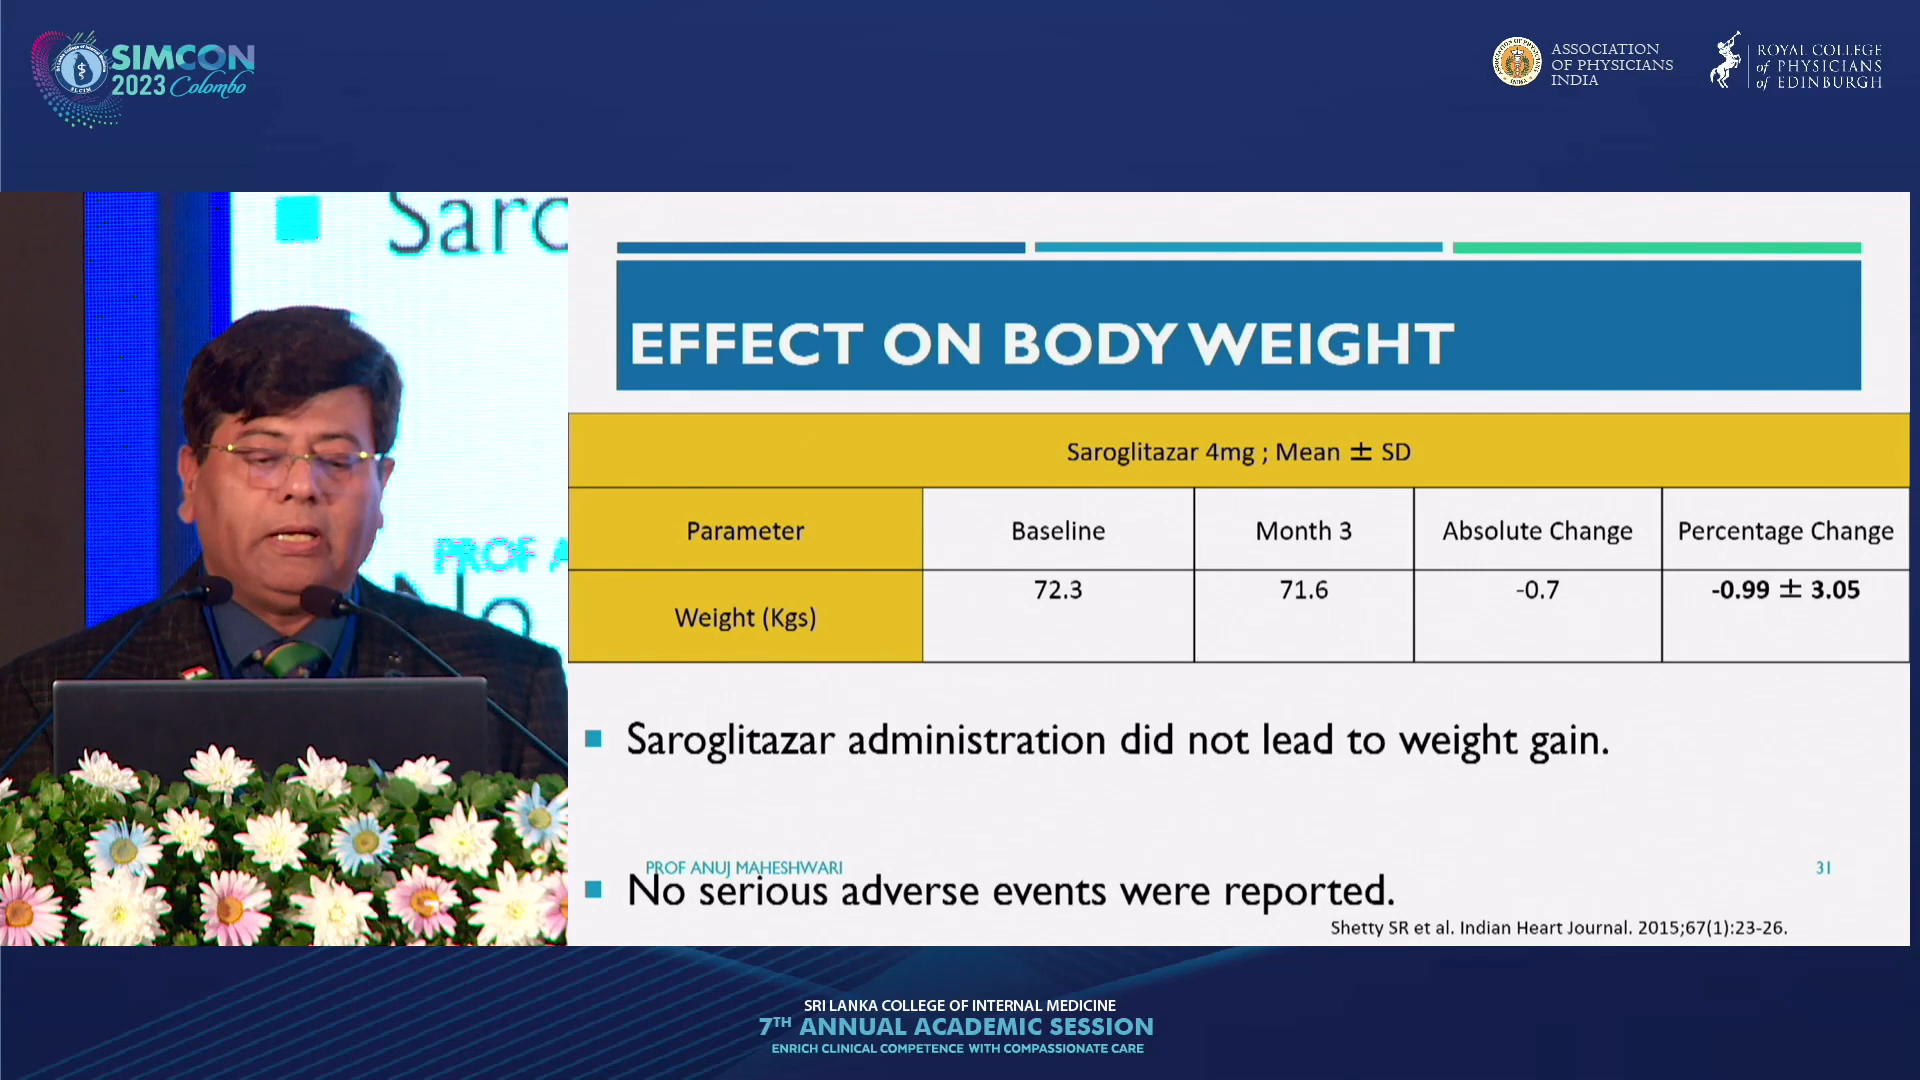 SIMCON
2023 Colombo
SLCIM
ASSOCIATION
OF PHYSICIANS
INDIA
ROYAL COLLEGE
of PHYSICIANS
of EDINBURGH
Saro
PROF A
No
EFFECT ON BODY WEIGHT
Saroglitazar 4mg ; Mean ± SD
Parameter Baseline Month 3 Absolute Change Percentage Change
Weight (Kgs) 72.3 71.6 -0.7 -0.99 ± 3.05
▪ Saroglitazar administration did not lead to weight gain.
PROF ANUJ MAHESHWARI 31
▪ No serious adverse events were reported.
Shetty SR et al. Indian Heart Journal. 2015;67(1):23-26.
SRI LANKA COLLEGE OF INTERNAL MEDICINE
7TH ANNUAL ACADEMIC SESSION
ENRICH CLINICAL COMPETENCE WITH COMPASSIONATE CARE